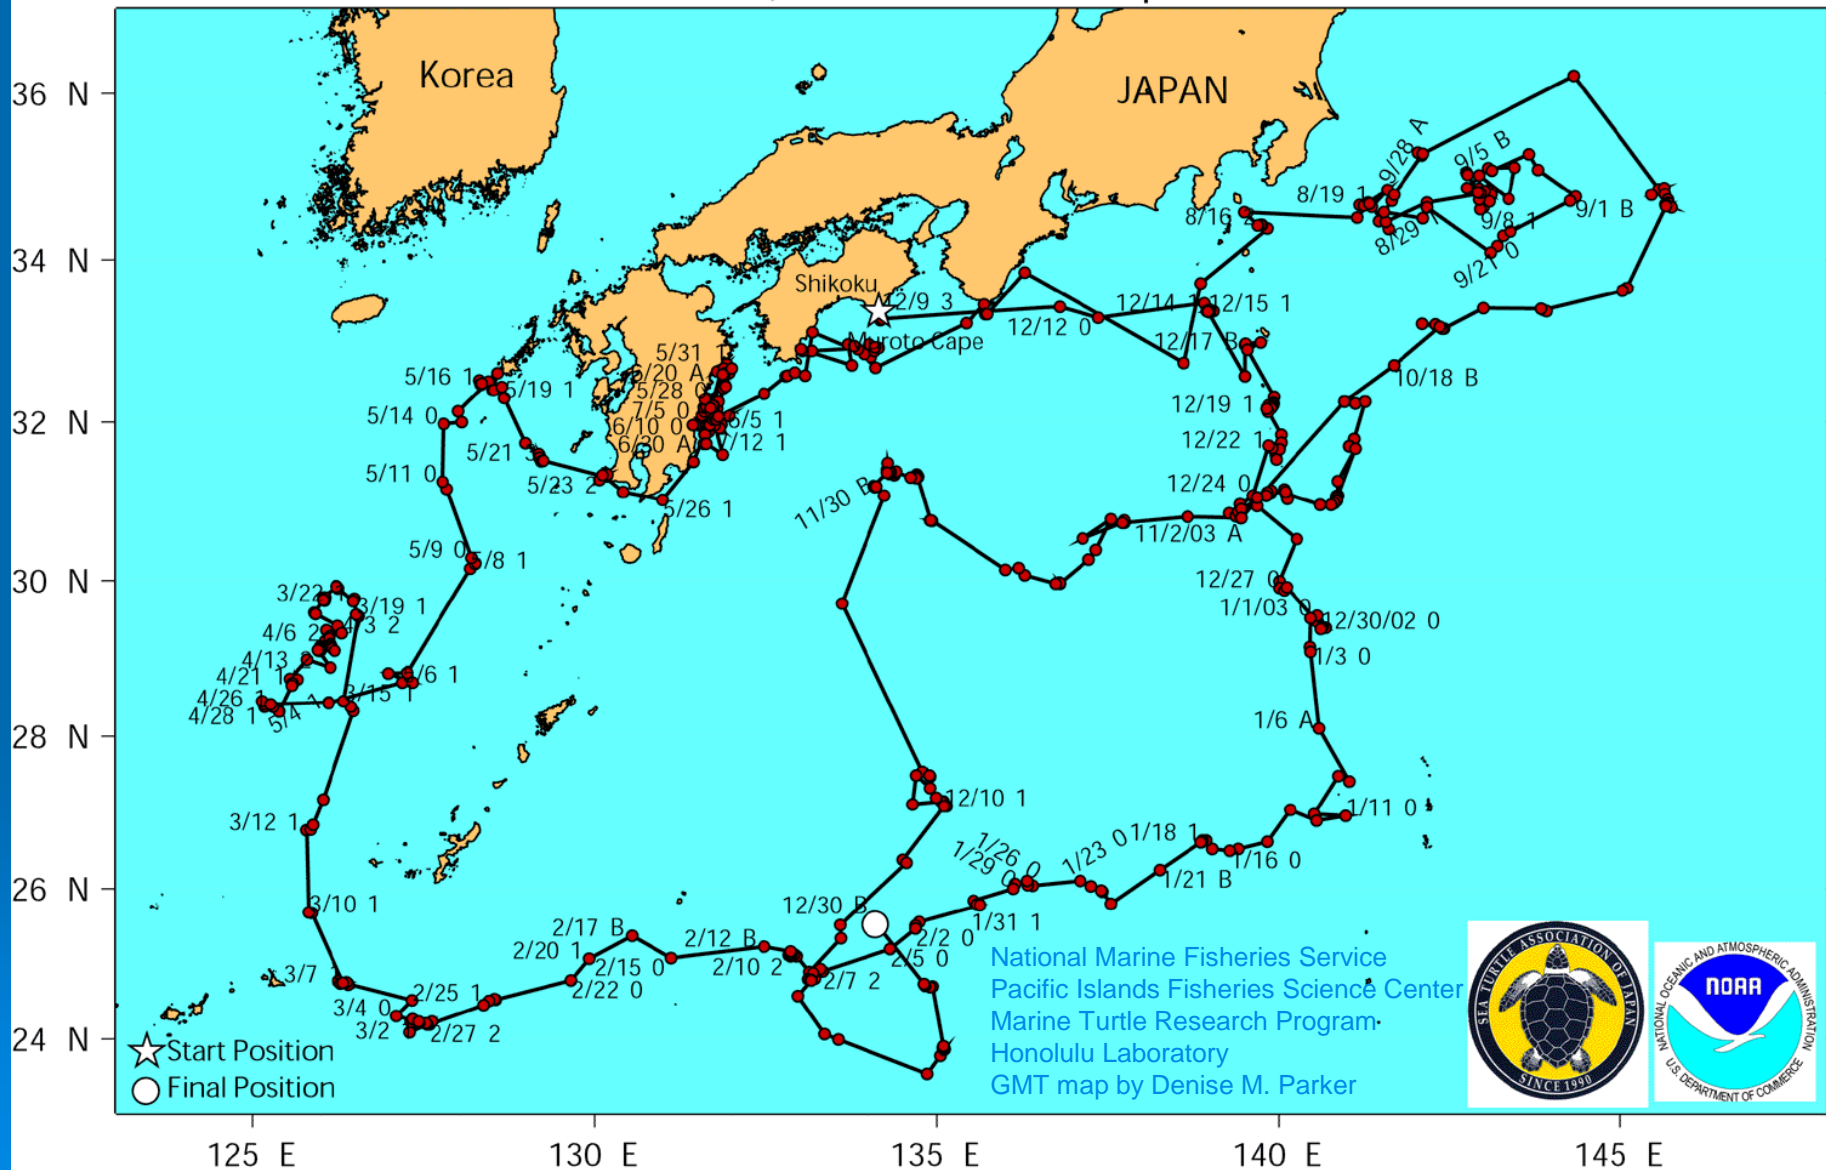 36 N
34 N
32 N
30 N
28 N
26 N
24 N
125 E
130 E
135 E
140 E
145 E
Korea
JAPAN
Shikoku
Muroto Cape
12/9 3
12/12 0
12/14 1
12/15 1
12/17 B
12/19 1
12/22 1
12/24 0
12/27 0
12/30/02 0
1/1/03 0
1/3 0
1/6 A
1/11 0
1/16 0
1/18 1
1/21 B
1/23 0
1/26 0
1/29 0
1/31 1
2/2 0
2/5 0
2/7 2
2/10 2
2/12 B
2/15 0
2/17 B
2/20 1
2/22 0
2/25 1
2/27 2
3/2
3/4 0
3/7 1
3/10 1
3/12 1
3/15 1
3/19 1
3/22
3 2
4/6 2
4/13 2
4/21 1
4/26 1
4/28 1
5/4 1
6 1
5/8 1
5/9 0
5/11 0
5/14 0
5/16 1
5/19 1
5/21
5/23 2
5/26 1
5/28 0
5/31 1
6/5 1
6/10 0
6/20 A
6/30 A
7/5 0
7/12 1
8/16
8/19 1
8/29 1
9/1 B
9/5 B
9/8 1
9/21 0
9/28 A
10/18 B
11/2/03 A
11/30 B
12/10 1
12/30 B
Start Position
Final Position
National Marine Fisheries Service
Pacific Islands Fisheries Science Center
Marine Turtle Research Program
Honolulu Laboratory
GMT map by Denise M. Parker
SEA TURTLE ASSOCIATION OF JAPAN
SINCE 1990
NATIONAL OCEANIC AND ATMOSPHERIC ADMINISTRATION
NOAA
U.S. DEPARTMENT OF COMMERCE